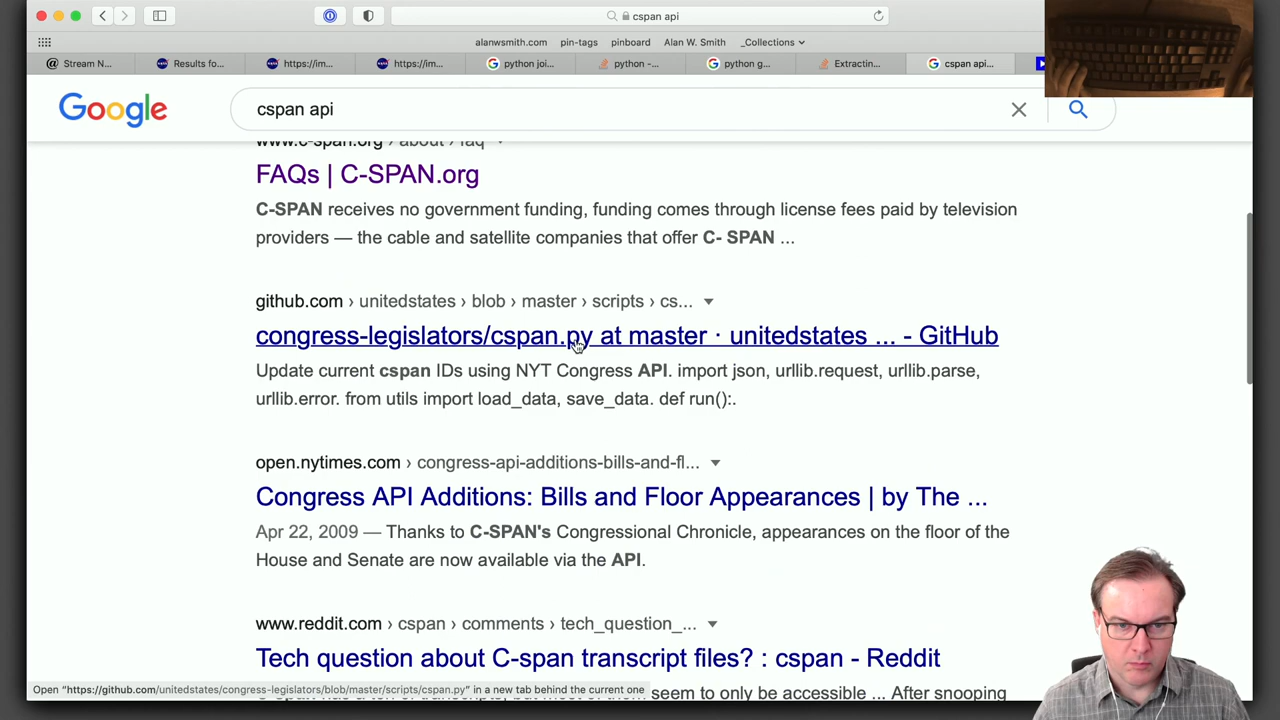 cspan api
alanwsmith.com pin-tags pinboard Alan W. Smith _Collections
Stream N... Results for... https://im... https://im... python joi... python -... python g... Extractin... cspan api...
Google cspan api
www.c-span.org › about › faq
FAQs | C-SPAN.org
C-SPAN receives no government funding, funding comes through license fees paid by television
providers — the cable and satellite companies that offer C- SPAN ...
github.com › unitedstates › blob › master › scripts › cs...
congress-legislators/cspan.py at master · unitedstates ... - GitHub
Update current cspan IDs using NYT Congress API. import json, urllib.request, urllib.parse,
urllib.error. from utils import load_data, save_data. def run():.
open.nytimes.com › congress-api-additions-bills-and-fl...
Congress API Additions: Bills and Floor Appearances | by The ...
Apr 22, 2009 — Thanks to C-SPAN's Congressional Chronicle, appearances on the floor of the
House and Senate are now available via the API.
www.reddit.com › cspan › comments › tech_question_...
Tech question about C-span transcript files? : cspan - Reddit
seem to only be accessible ... After snooping
Open "https://github.com/unitedstates/congress-legislators/blob/master/scripts/cspan.py" in a new tab behind the current one